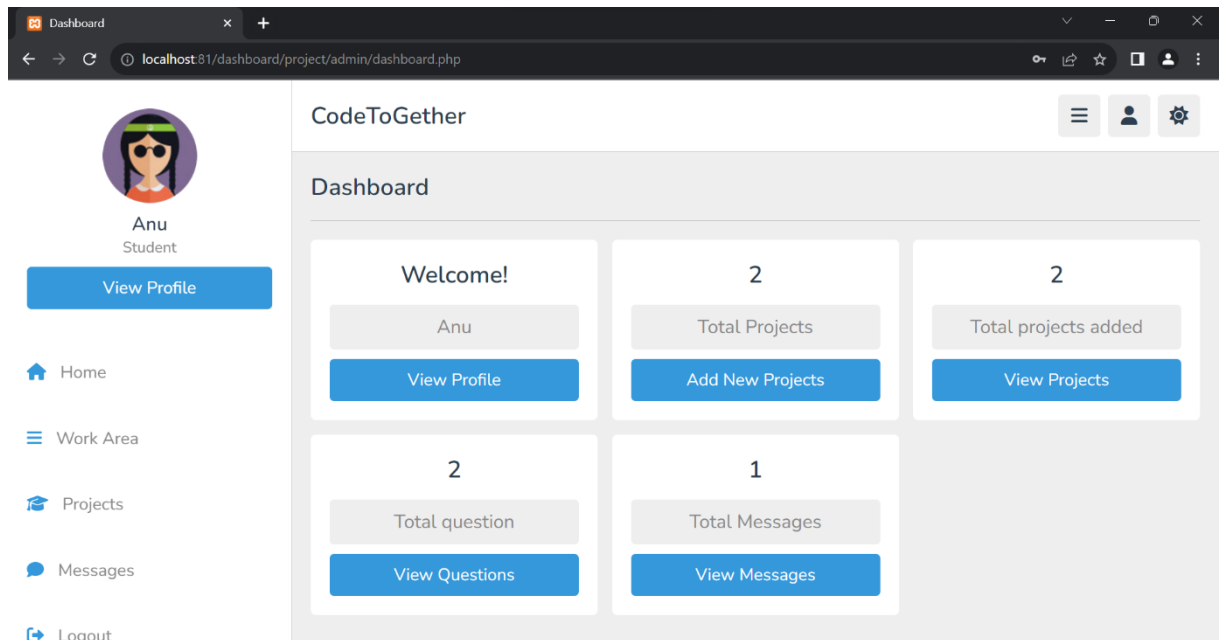 Dashboard
localhost:81/dashboard/project/admin/dashboard.php
Anu
Student
View Profile
Home
Work Area
Projects
Messages
Logout
CodeToGether
Dashboard
Welcome!
Anu
View Profile
2
Total Projects
Add New Projects
2
Total projects added
View Projects
2
Total question
View Questions
1
Total Messages
View Messages